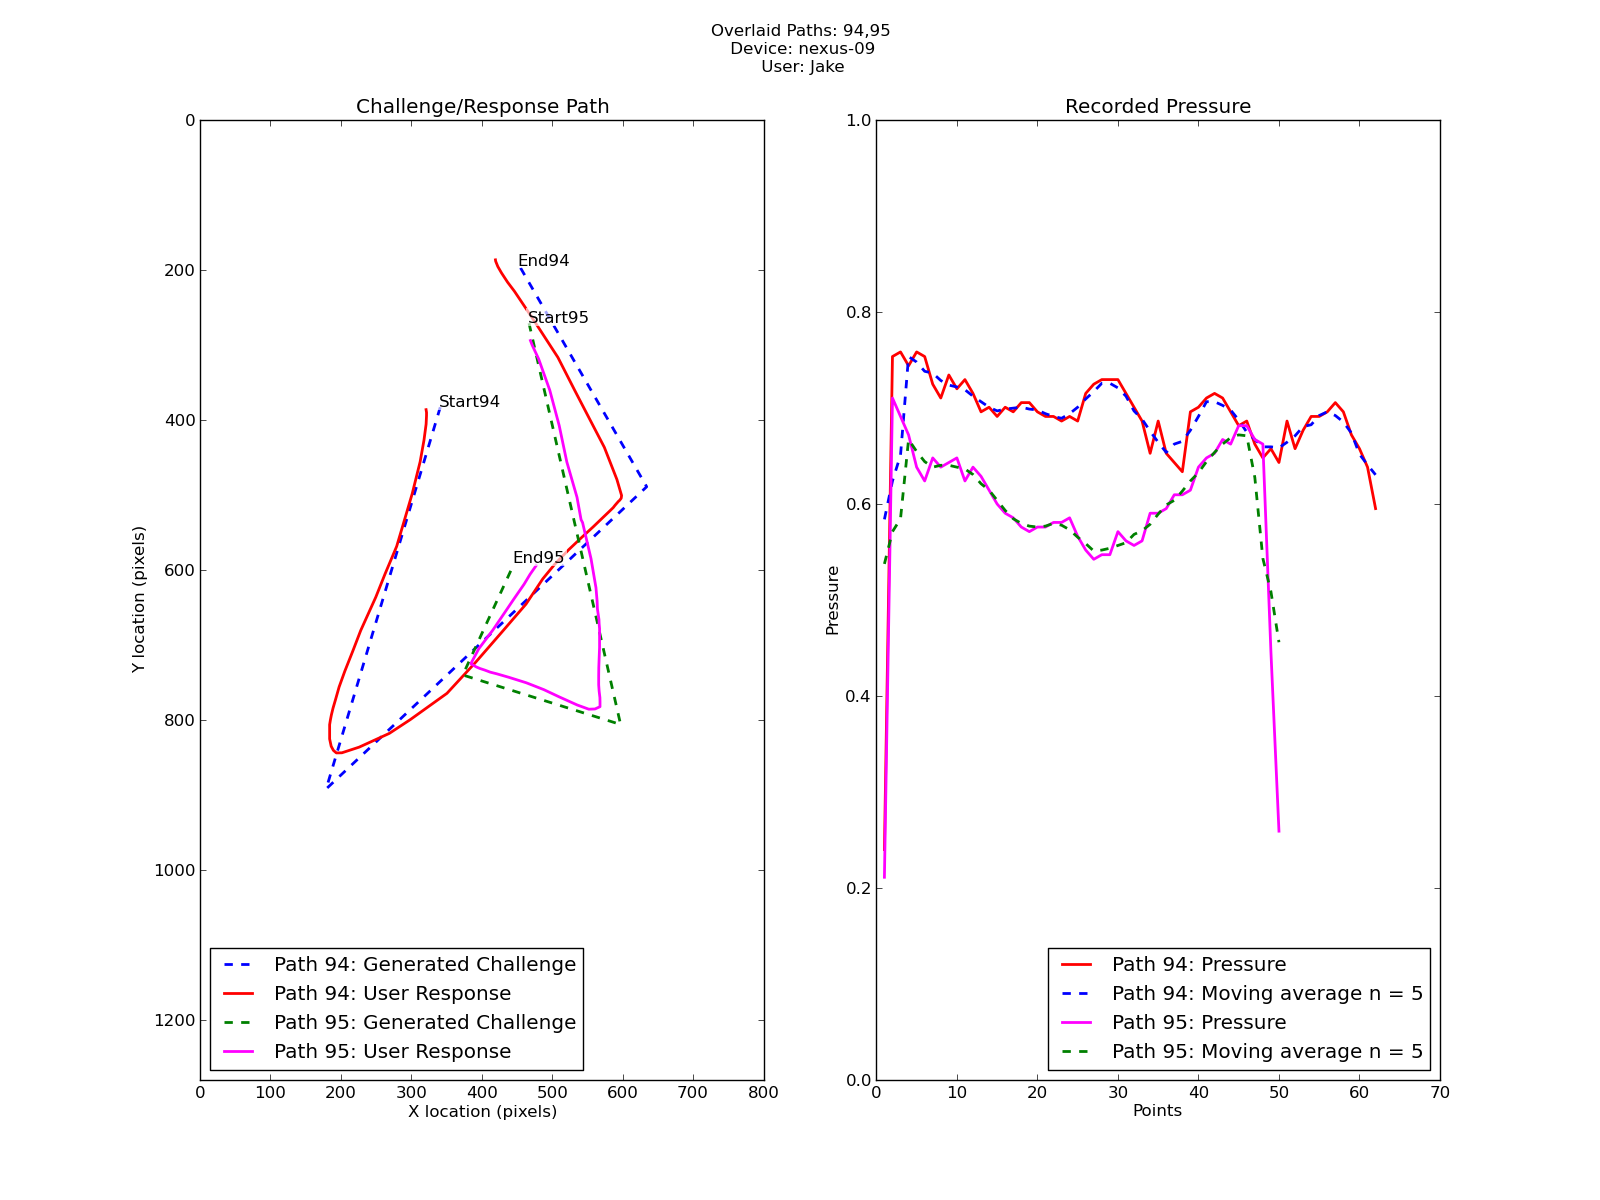 Overlaid Paths: 94,95
Device: nexus-09
User: Jake
Challenge/Response Path
0
200
400
600
800
1000
1200
Y location (pixels)
End94
Start95
Start94
End95
Path 94: Generated Challenge
Path 94: User Response
Path 95: Generated Challenge
Path 95: User Response
0 100 200 300 400 500 600 700 800
X location (pixels)
Recorded Pressure
1.0
0.8
0.6
0.4
0.2
0.0
Pressure
Path 94: Pressure
Path 94: Moving average n = 5
Path 95: Pressure
Path 95: Moving average n = 5
0 10 20 30 40 50 60 70
Points